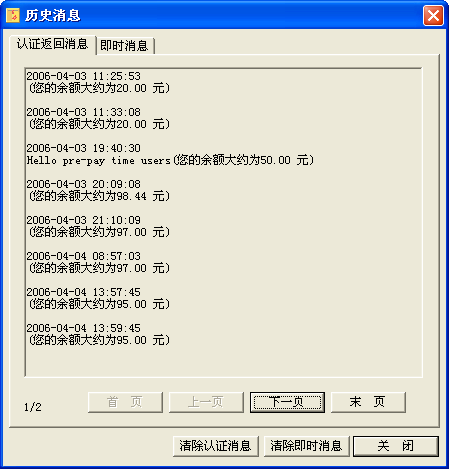 历史消息
认证返回消息 即时消息
2006-04-03 11:25:53
(您的余额大约为20.00 元)
2006-04-03 11:33:08
(您的余额大约为20.00 元)
2006-04-03 19:40:30
Hello pre-pay time users(您的余额大约为50.00 元)
2006-04-03 20:09:08
(您的余额大约为98.44 元)
2006-04-03 21:10:09
(您的余额大约为97.00 元)
2006-04-04 08:57:03
(您的余额大约为97.00 元)
2006-04-04 13:57:45
(您的余额大约为95.00 元)
2006-04-04 13:59:45
(您的余额大约为95.00 元)
1/2 首 页 上一页 下一页 末 页
清除认证消息 清除即时消息 关 闭